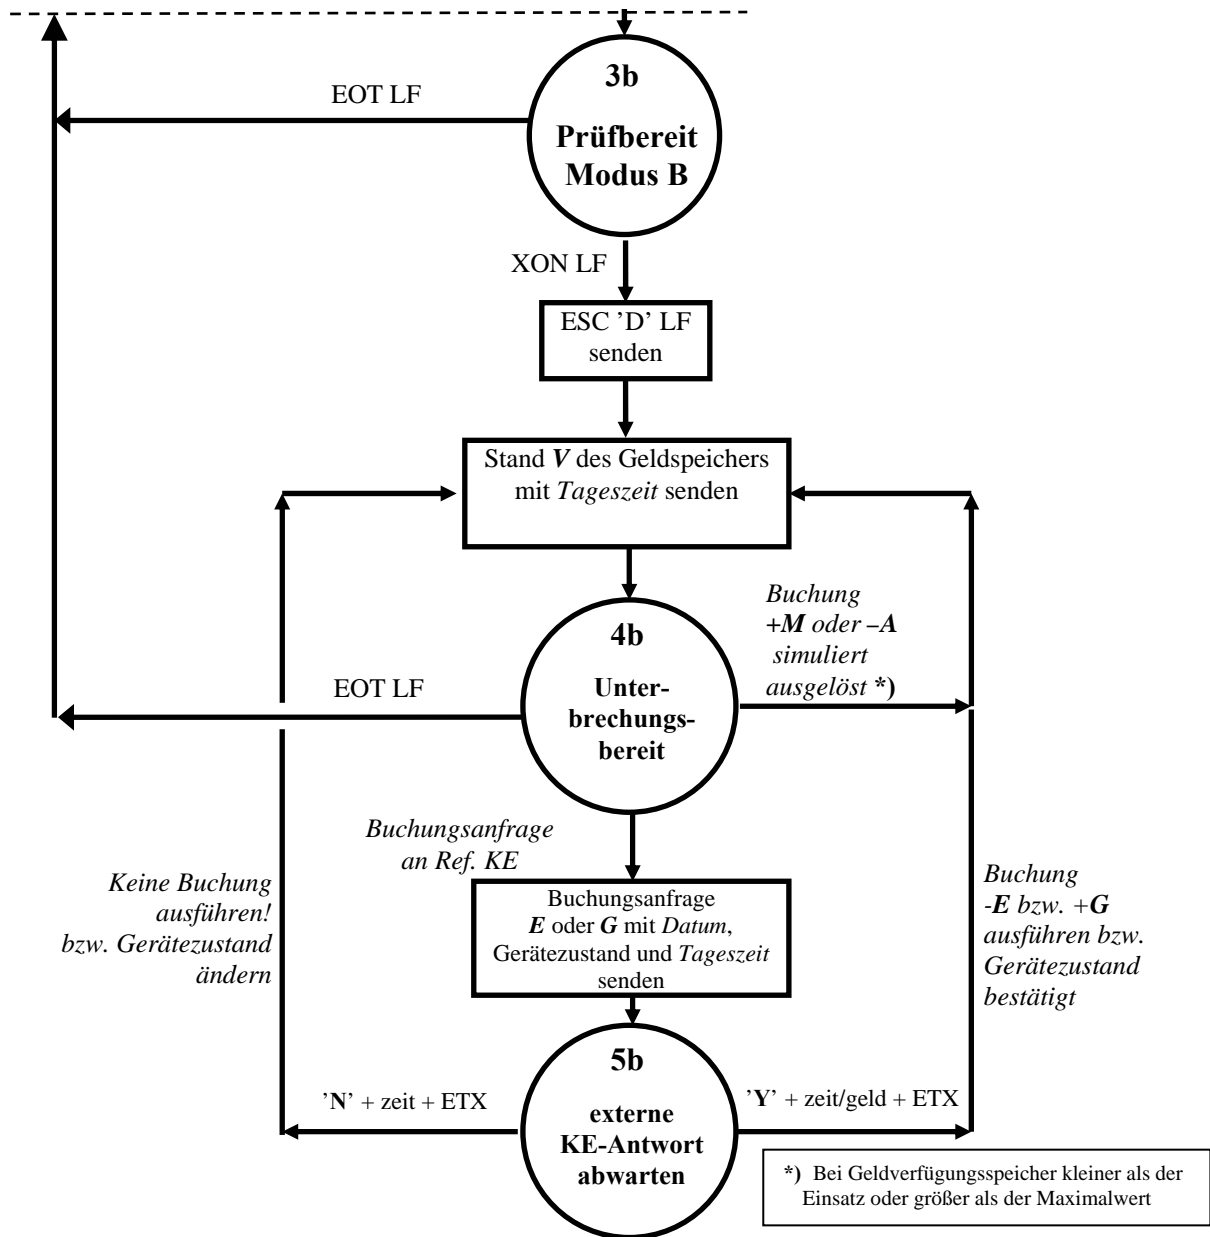 3b
EOT LF
Prüfbereit
Modus B
XON LF
ESC ’D’ LF
senden
Stand V des Geldspeichers
mit Tageszeit senden
Buchung
+M oder –A
simuliert
ausgelöst *)
4b
EOT LF
Unter-
brechungs-
bereit
Buchungsanfrage
an Ref. KE
Keine Buchung
ausführen!
bzw. Gerätezustand
ändern
Buchungsanfrage
E oder G mit Datum,
Gerätezustand und Tageszeit
senden
Buchung
-E bzw. +G
ausführen bzw.
Gerätezustand
bestätigt
5b
’N’ + zeit + ETX
’Y’ + zeit/geld + ETX
externe
KE-Antwort
abwarten
*) Bei Geldverfügungsspeicher kleiner als der
Einsatz oder größer als der Maximalwert